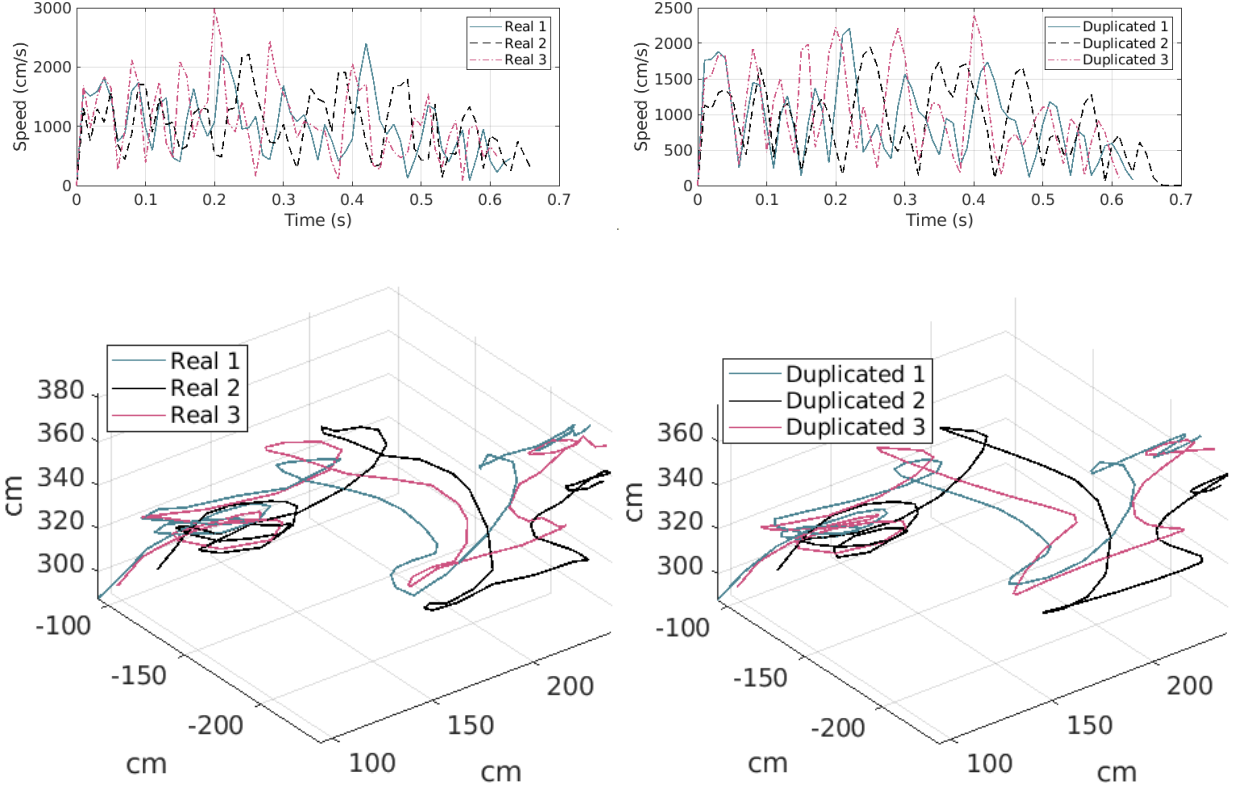 3000
2000
1000
0
Speed (cm/s)
0 0.1 0.2 0.3 0.4 0.5 0.6 0.7
Time (s)
Real 1
Real 2
Real 3
2500
2000
1500
1000
500
0
Speed (cm/s)
0 0.1 0.2 0.3 0.4 0.5 0.6 0.7
Time (s)
Duplicated 1
Duplicated 2
Duplicated 3
Real 1
Real 2
Real 3
380
360
340
320
300
cm
-100
-150
-200
cm
100
150
200
cm
Duplicated 1
Duplicated 2
Duplicated 3
360
340
320
300
cm
-100
-150
-200
cm
100
150
200
cm